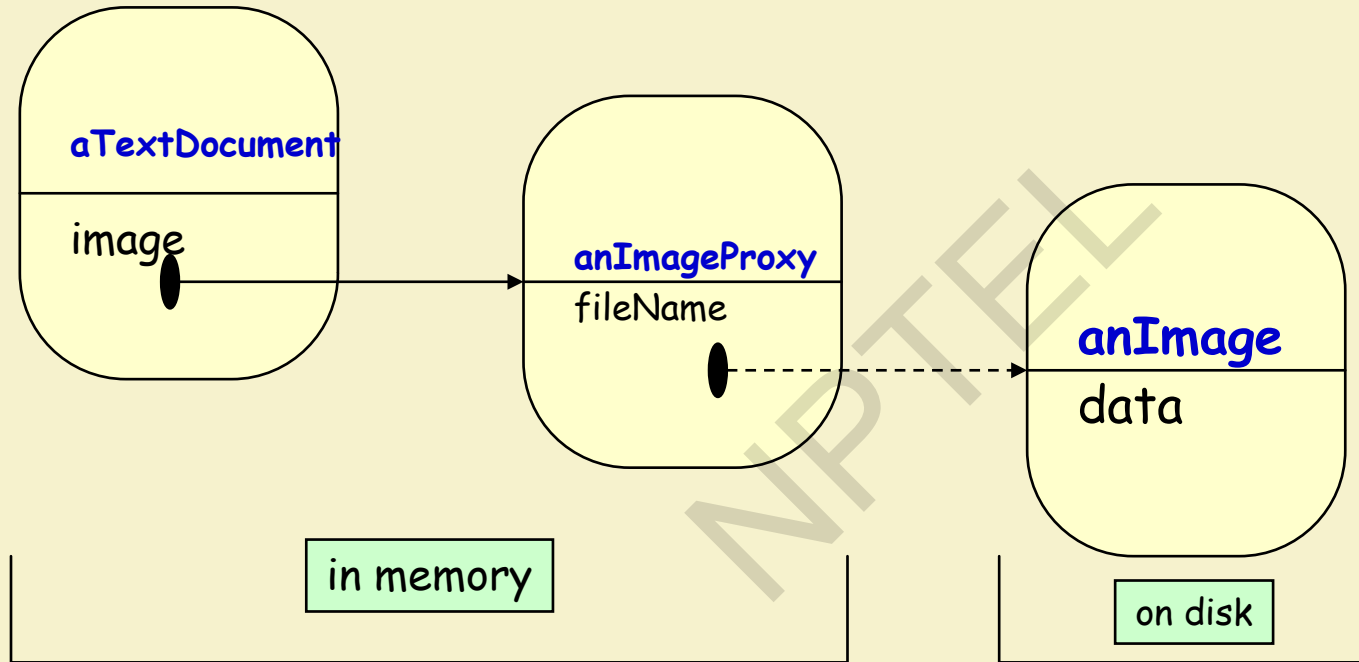 aTextDocument
image
anImageProxy
fileName
anImage
data
in memory
on disk
NPTEL